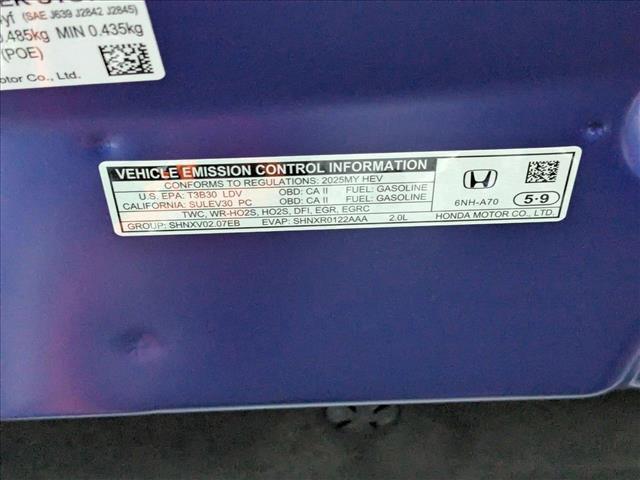 yf (SAE J639 J2842 J2845)
.485kg MIN 0.435kg
(POE)
otor Co., Ltd.
VEHICLE EMISSION CONTROL INFORMATION
CONFORMS TO REGULATIONS: 2025MY HEV
U.S. EPA: T3B30 LDV OBD: CA II FUEL: GASOLINE
CALIFORNIA: SULEV30 PC OBD: CA II FUEL: GASOLINE
TWC, WR-HO2S, HO2S, DFI, EGR, EGRC
GROUP: SHNXV02.07EB EVAP: SHNXR0122AAA 2.0L
6NH-A70 5·9
HONDA MOTOR CO., LTD.